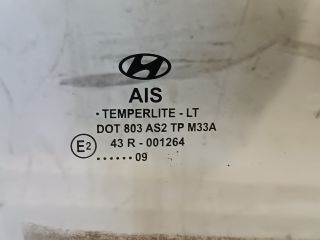 AIS
· TEMPERLITE - LT
DOT 803 AS2 TP M33A
E2 43 R - 001264
...... 09